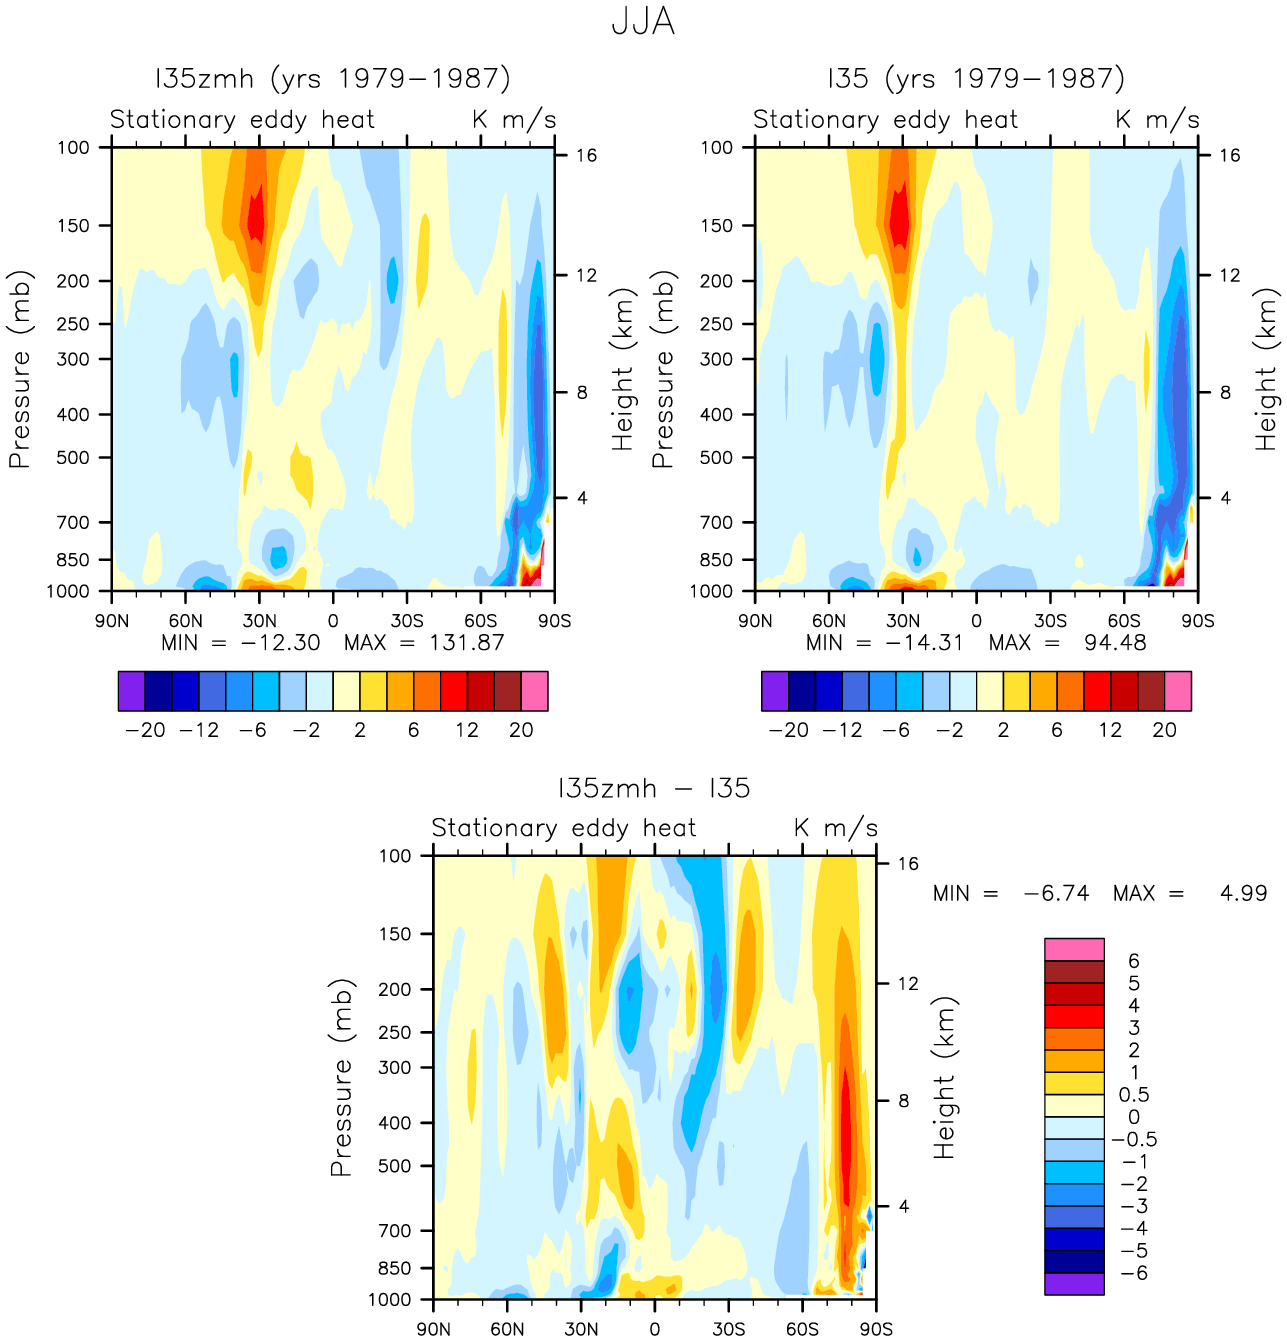 JJA
I35zmh (yrs 1979−1987)
Stationary eddy heat K m/s
100
150
200
250
300
400
500
700
850
1000
Pressure (mb)
16
12
8
4
Height (km)
90N 60N 30N 0 30S 60S 90S
MIN = −12.30 MAX = 131.87
−20 −12 −6 −2 2 6 12 20
I35 (yrs 1979−1987)
Stationary eddy heat K m/s
100
150
200
250
300
400
500
700
850
1000
Pressure (mb)
16
12
8
4
Height (km)
90N 60N 30N 0 30S 60S 90S
MIN = −14.31 MAX = 94.48
−20 −12 −6 −2 2 6 12 20
I35zmh − I35
Stationary eddy heat K m/s
100
150
200
250
300
400
500
700
850
1000
Pressure (mb)
16
12
8
4
Height (km)
90N 60N 30N 0 30S 60S 90S
MIN = −6.74 MAX = 4.99
6
5
4
3
2
1
0.5
0
−0.5
−1
−2
−3
−4
−5
−6